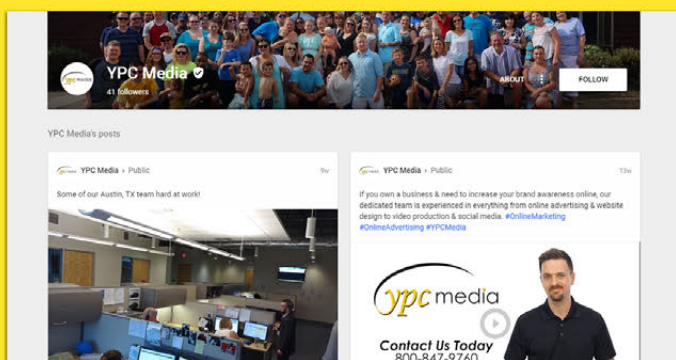 YPC Media
41 followers
ABOUT
FOLLOW
YPC Media's posts
YPC Media › Public
9w
Some of our Austin, TX team hard at work!
YPC Media › Public
13w
If you own a business & need to increase your brand awareness online, our
dedicated team is experienced in everything from online advertising & website
design to video production & social media. #OnlineMarketing
#OnlineAdvertising #YPCMedia
ypc media
Contact Us Today
800-847-9760